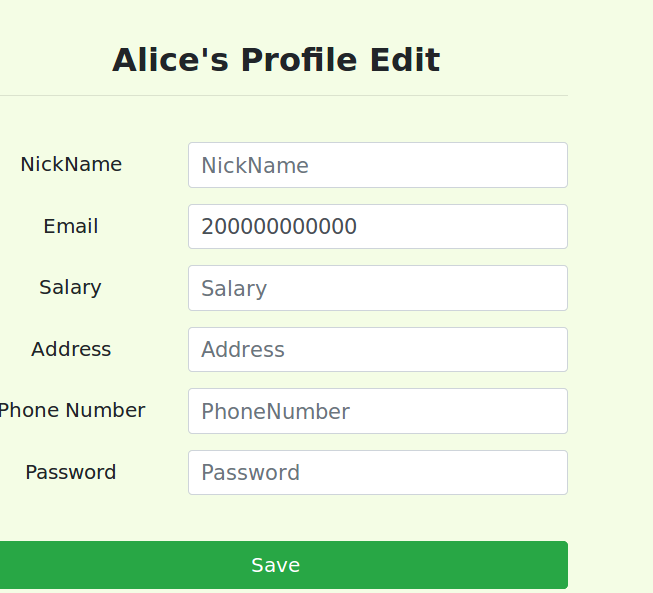 Alice's Profile Edit
NickName NickName
Email 200000000000
Salary Salary
Address Address
Phone Number PhoneNumber
Password Password
Save